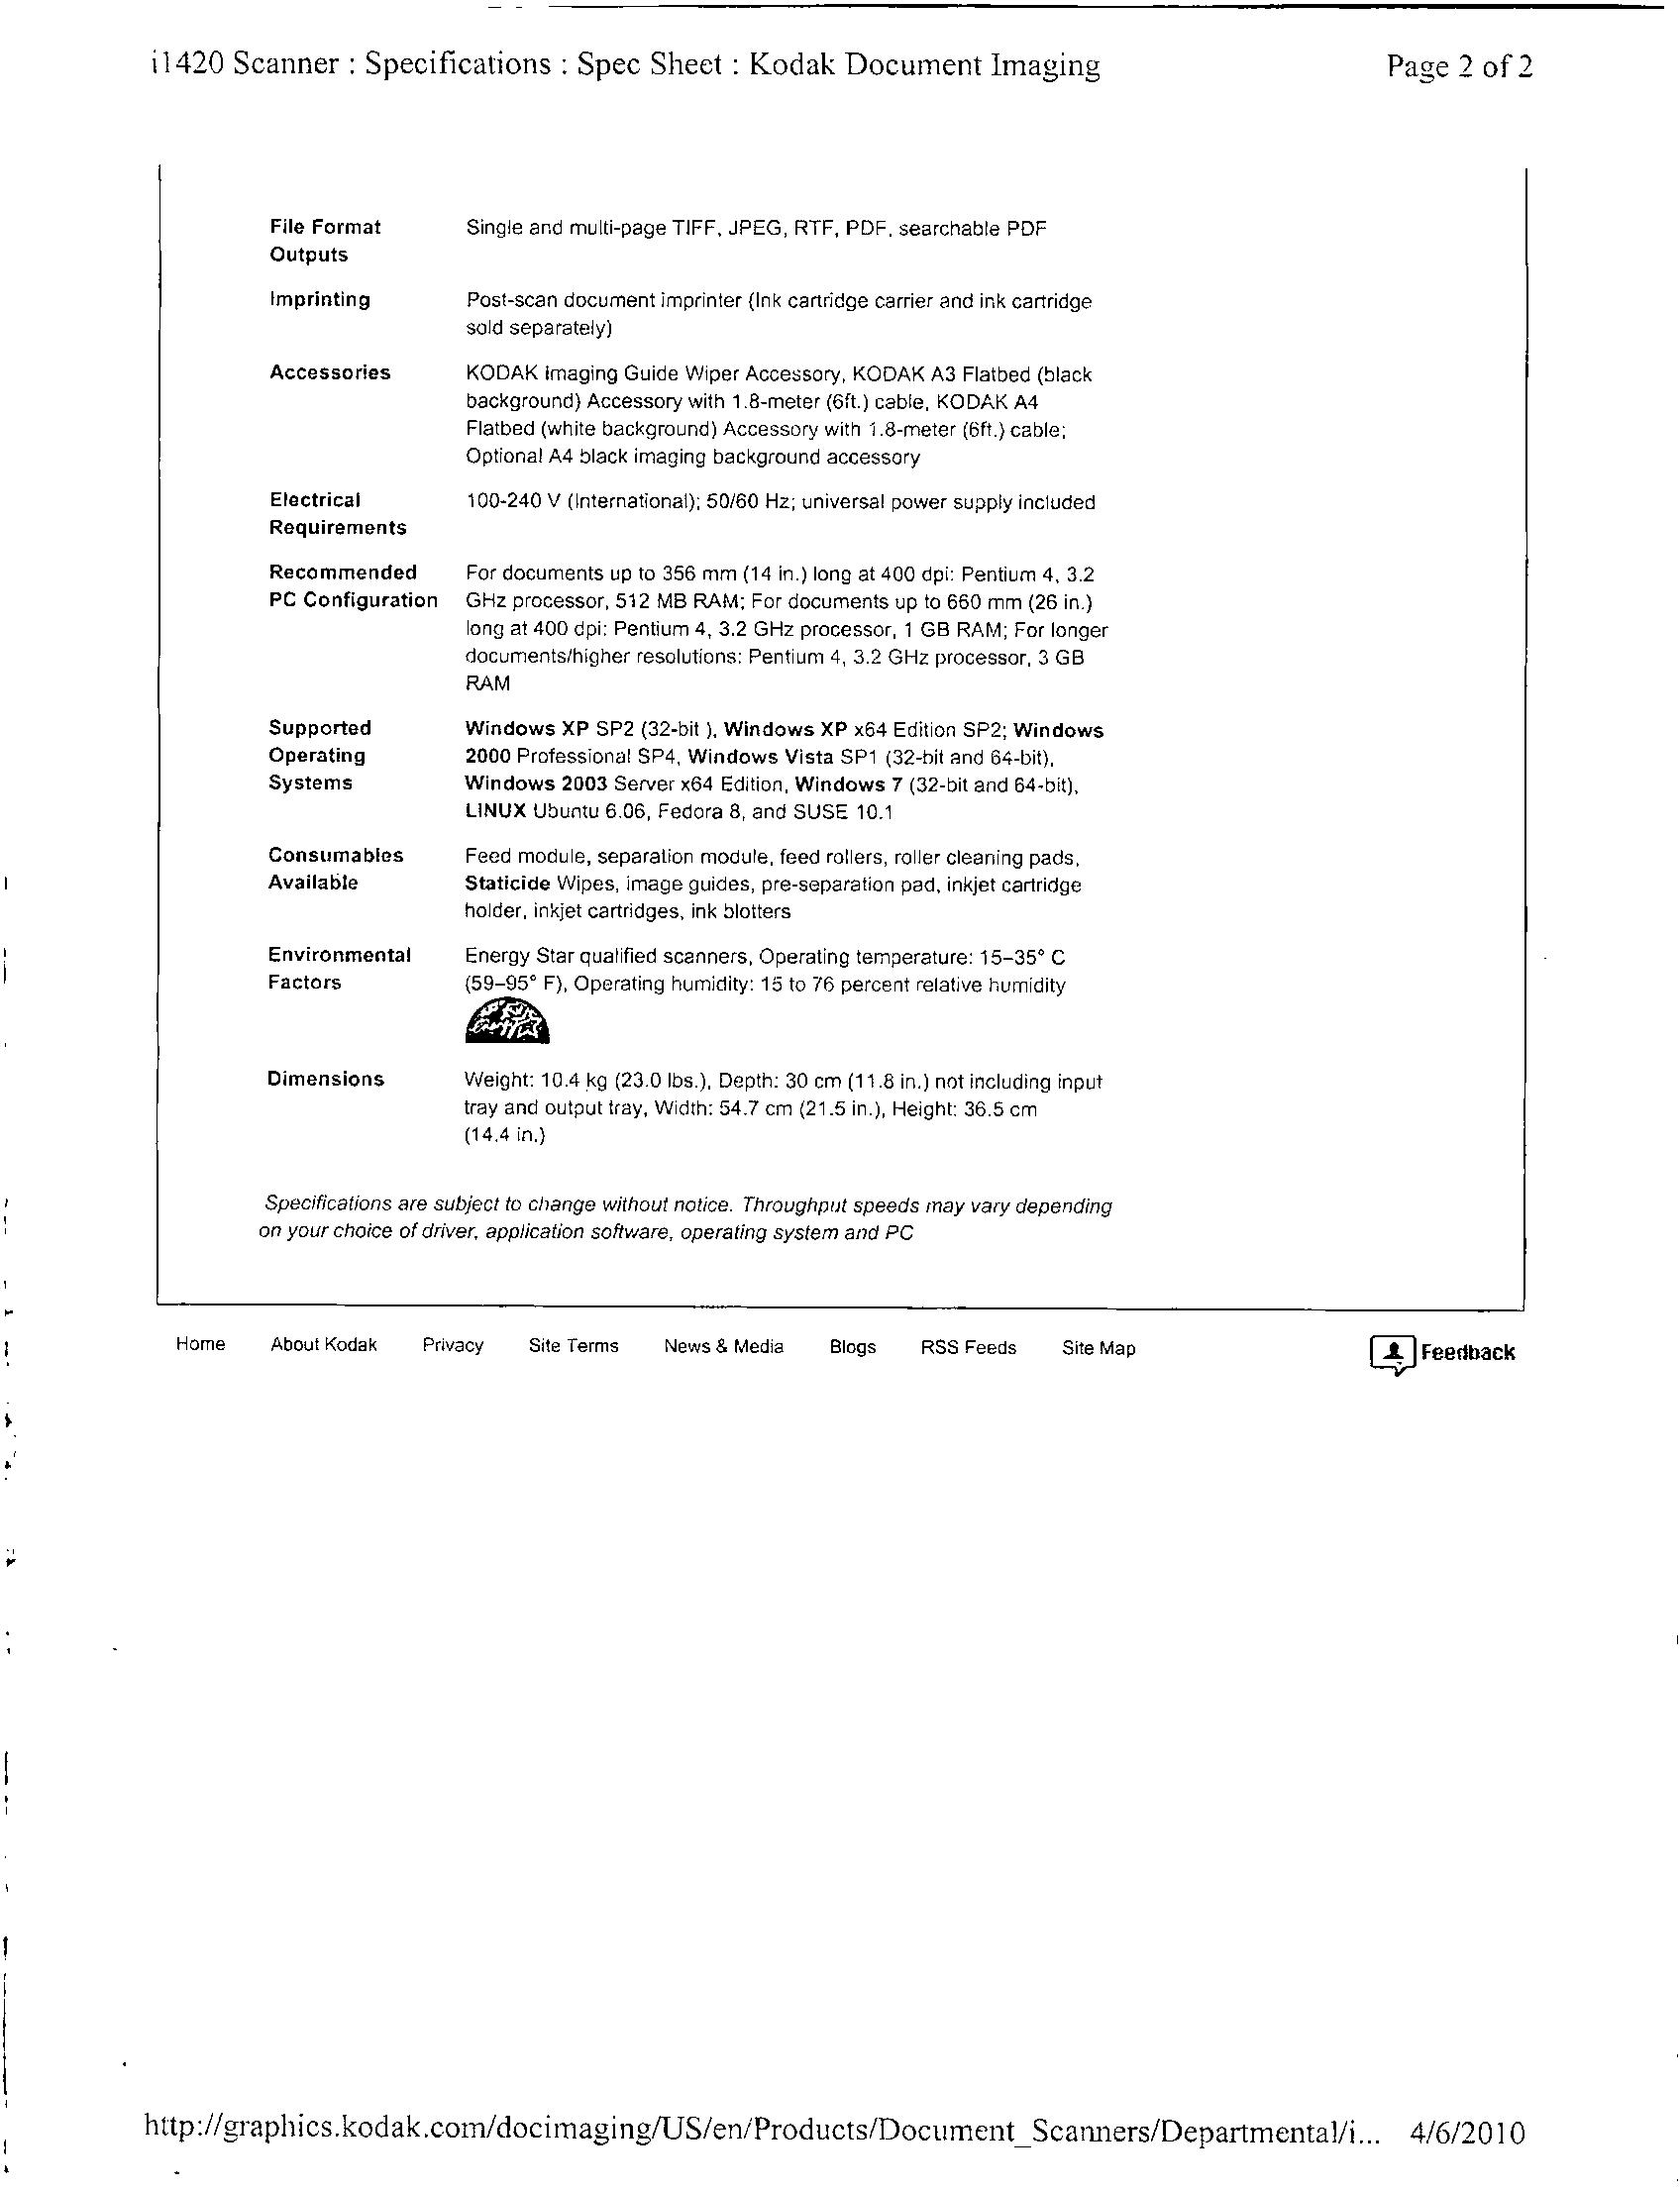 i1420 Scanner : Specifications : Spec Sheet : Kodak Document Imaging
Page 2 of 2
File Format Outputs
Single and multi-page TIFF, JPEG, RTF, PDF, searchable PDF
Imprinting
Post-scan document imprinter (Ink cartridge carrier and ink cartridge
sold separately)
Accessories
KODAK Imaging Guide Wiper Accessory, KODAK A3 Flatbed (black
background) Accessory with 1.8-meter (6ft.) cable, KODAK A4
Flatbed (white background) Accessory with 1.8-meter (6ft.) cable;
Optional A4 black imaging background accessory
Electrical
Requirements
100-240 V (International); 50/60 Hz; universal power supply included
Recommended
PC Configuration
For documents up to 356 mm (14 in.) long at 400 dpi: Pentium 4, 3.2
GHz processor, 512 MB RAM; For documents up to 660 mm (26 in.)
long at 400 dpi: Pentium 4, 3.2 GHz processor, 1 GB RAM; For longer
documents/higher resolutions: Pentium 4, 3.2 GHz processor, 3 GB
RAM
Supported
Operating
Systems
Windows XP SP2 (32-bit ), Windows XP x64 Edition SP2; Windows
2000 Professional SP4, Windows Vista SP1 (32-bit and 64-bit),
Windows 2003 Server x64 Edition, Windows 7 (32-bit and 64-bit),
LINUX Ubuntu 6.06, Fedora 8, and SUSE 10.1
Consumables
Available
Feed module, separation module, feed rollers, roller cleaning pads,
Staticide Wipes, image guides, pre-separation pad, inkjet cartridge
holder, inkjet cartridges, ink blotters
Environmental
Factors
Energy Star qualified scanners, Operating temperature: 15–35° C
(59–95° F), Operating humidity: 15 to 76 percent relative humidity
Dimensions
Weight: 10.4 kg (23.0 lbs.), Depth: 30 cm (11.8 in.) not including input
tray and output tray, Width: 54.7 cm (21.5 in.), Height: 36.5 cm
(14.4 in.)
Specifications are subject to change without notice. Throughput speeds may vary depending
on your choice of driver, application software, operating system and PC
Home About Kodak Privacy Site Terms News & Media Blogs RSS Feeds Site Map Feedback
http://graphics.kodak.com/docimaging/US/en/Products/Document_Scanners/Departmental/i... 4/6/2010